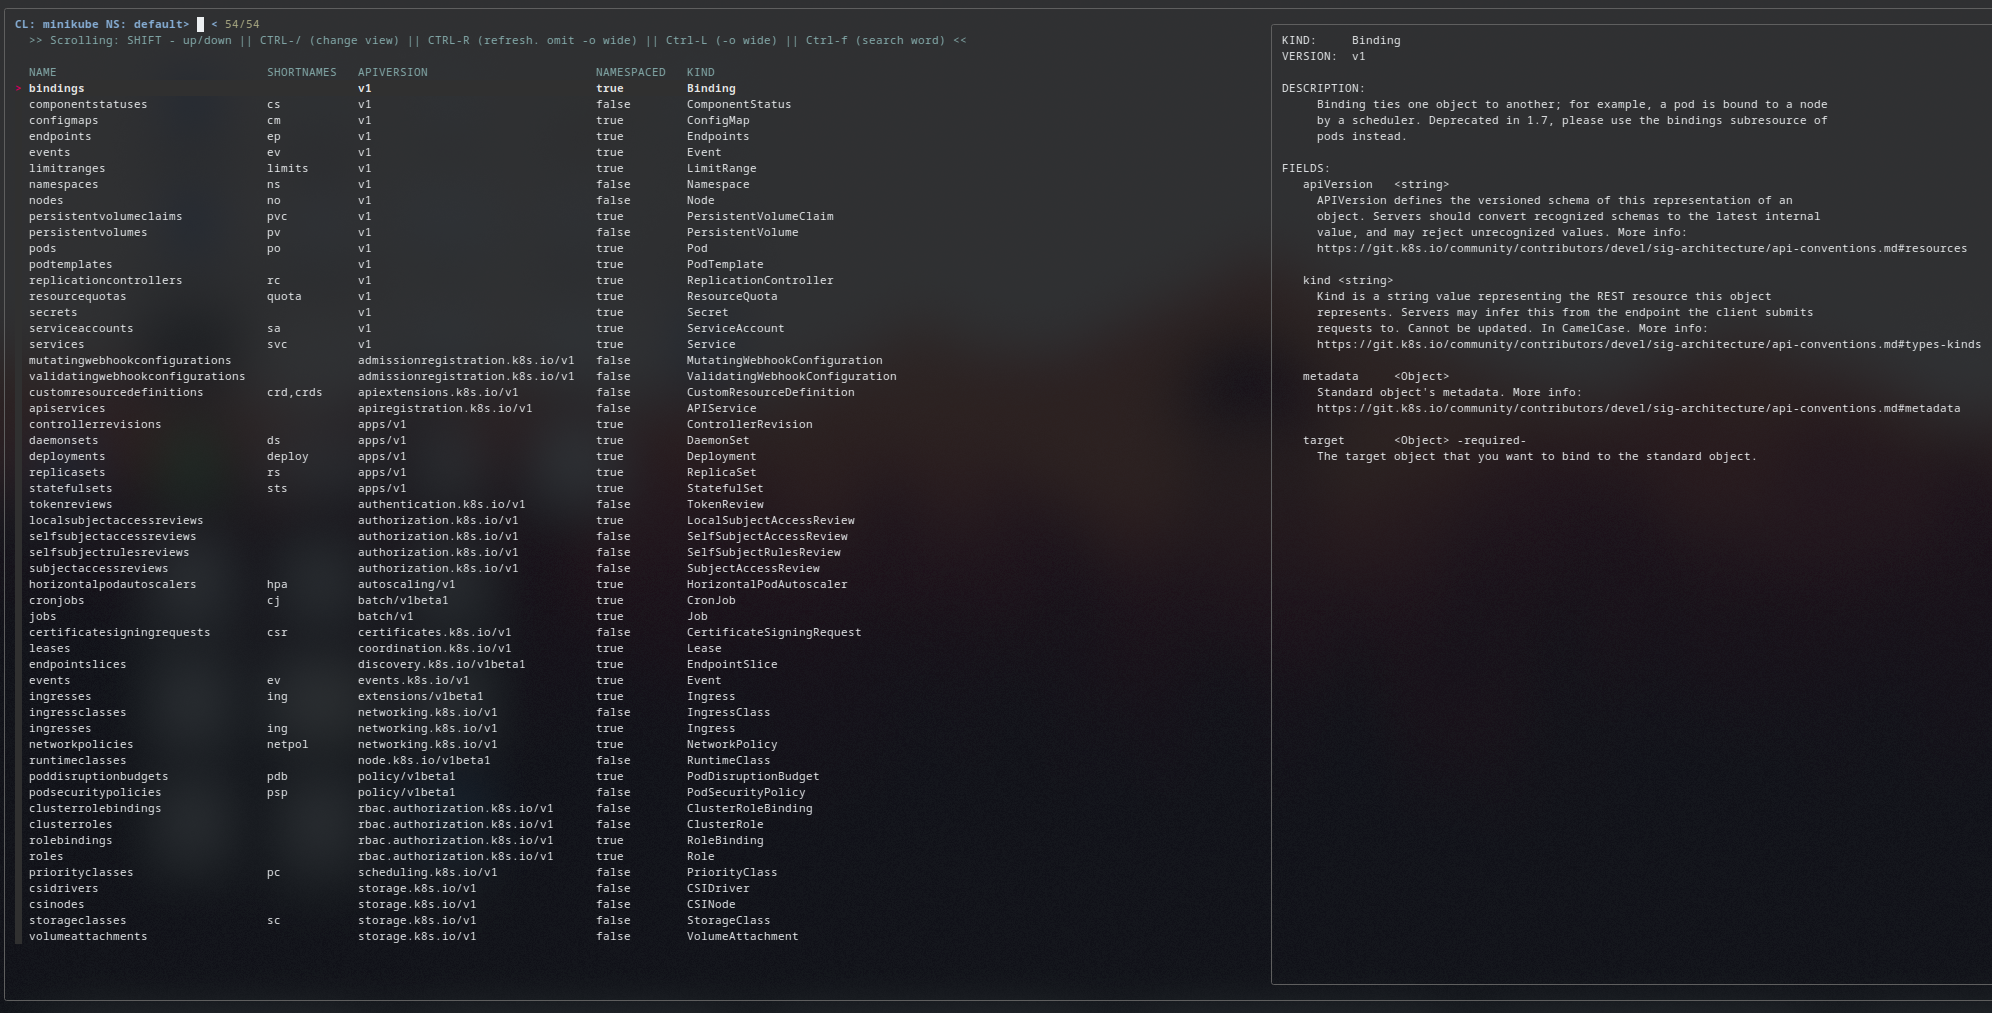 CL: minikube NS: default> < 54/54
>> Scrolling: SHIFT - up/down || CTRL-/ (change view) || CTRL-R (refresh. omit -o wide) || Ctrl-L (-o wide) || Ctrl-f (search word) <<
NAME SHORTNAMES APIVERSION NAMESPACED KIND
> bindings v1 true Binding
componentstatuses cs v1 false ComponentStatus
configmaps cm v1 true ConfigMap
endpoints ep v1 true Endpoints
events ev v1 true Event
limitranges limits v1 true LimitRange
namespaces ns v1 false Namespace
nodes no v1 false Node
persistentvolumeclaims pvc v1 true PersistentVolumeClaim
persistentvolumes pv v1 false PersistentVolume
pods po v1 true Pod
podtemplates v1 true PodTemplate
replicationcontrollers rc v1 true ReplicationController
resourcequotas quota v1 true ResourceQuota
secrets v1 true Secret
serviceaccounts sa v1 true ServiceAccount
services svc v1 true Service
mutatingwebhookconfigurations admissionregistration.k8s.io/v1 false MutatingWebhookConfiguration
validatingwebhookconfigurations admissionregistration.k8s.io/v1 false ValidatingWebhookConfiguration
customresourcedefinitions crd,crds apiextensions.k8s.io/v1 false CustomResourceDefinition
apiservices apiregistration.k8s.io/v1 false APIService
controllerrevisions apps/v1 true ControllerRevision
daemonsets ds apps/v1 true DaemonSet
deployments deploy apps/v1 true Deployment
replicasets rs apps/v1 true ReplicaSet
statefulsets sts apps/v1 true StatefulSet
tokenreviews authentication.k8s.io/v1 false TokenReview
localsubjectaccessreviews authorization.k8s.io/v1 true LocalSubjectAccessReview
selfsubjectaccessreviews authorization.k8s.io/v1 false SelfSubjectAccessReview
selfsubjectrulesreviews authorization.k8s.io/v1 false SelfSubjectRulesReview
subjectaccessreviews authorization.k8s.io/v1 false SubjectAccessReview
horizontalpodautoscalers hpa autoscaling/v1 true HorizontalPodAutoscaler
cronjobs cj batch/v1beta1 true CronJob
jobs batch/v1 true Job
certificatesigningrequests csr certificates.k8s.io/v1 false CertificateSigningRequest
leases coordination.k8s.io/v1 true Lease
endpointslices discovery.k8s.io/v1beta1 true EndpointSlice
events ev events.k8s.io/v1 true Event
ingresses ing extensions/v1beta1 true Ingress
ingressclasses networking.k8s.io/v1 false IngressClass
ingresses ing networking.k8s.io/v1 true Ingress
networkpolicies netpol networking.k8s.io/v1 true NetworkPolicy
runtimeclasses node.k8s.io/v1beta1 false RuntimeClass
poddisruptionbudgets pdb policy/v1beta1 true PodDisruptionBudget
podsecuritypolicies psp policy/v1beta1 false PodSecurityPolicy
clusterrolebindings rbac.authorization.k8s.io/v1 false ClusterRoleBinding
clusterroles rbac.authorization.k8s.io/v1 false ClusterRole
rolebindings rbac.authorization.k8s.io/v1 true RoleBinding
roles rbac.authorization.k8s.io/v1 true Role
priorityclasses pc scheduling.k8s.io/v1 false PriorityClass
csidrivers storage.k8s.io/v1 false CSIDriver
csinodes storage.k8s.io/v1 false CSINode
storageclasses sc storage.k8s.io/v1 false StorageClass
volumeattachments storage.k8s.io/v1 false VolumeAttachment
KIND: Binding
VERSION: v1
DESCRIPTION:
Binding ties one object to another; for example, a pod is bound to a node
by a scheduler. Deprecated in 1.7, please use the bindings subresource of
pods instead.
FIELDS:
apiVersion <string>
APIVersion defines the versioned schema of this representation of an
object. Servers should convert recognized schemas to the latest internal
value, and may reject unrecognized values. More info:
https://git.k8s.io/community/contributors/devel/sig-architecture/api-conventions.md#resources
kind <string>
Kind is a string value representing the REST resource this object
represents. Servers may infer this from the endpoint the client submits
requests to. Cannot be updated. In CamelCase. More info:
https://git.k8s.io/community/contributors/devel/sig-architecture/api-conventions.md#types-kinds
metadata <Object>
Standard object's metadata. More info:
https://git.k8s.io/community/contributors/devel/sig-architecture/api-conventions.md#metadata
target <Object> -required-
The target object that you want to bind to the standard object.